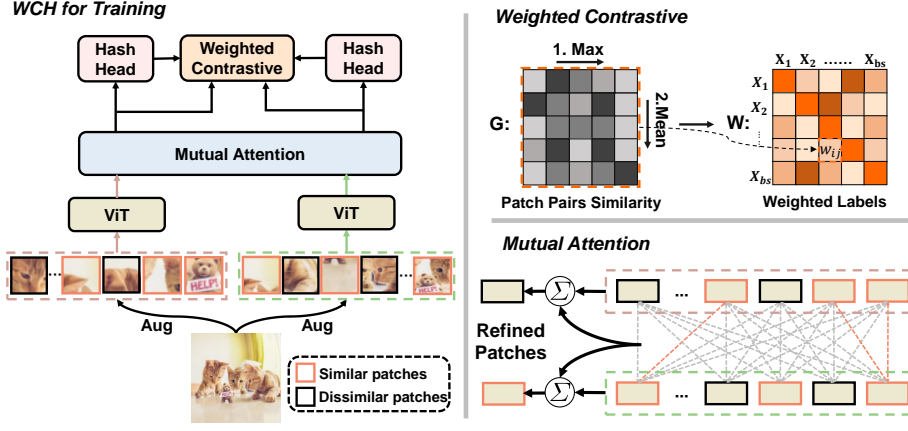 WCH for Training
Hash
Head
Weighted
Contrastive
Hash
Head
Mutual Attention
ViT
ViT
...
...
HELP!
HELP!
Aug
Aug
Similar patches
Dissimilar patches
Weighted Contrastive
1. Max
2.Mean
G:
Patch Pairs Similarity
W:
X1 X2 ...... Xbs
X1
X2
...
Xbs
wij
Weighted Labels
Mutual Attention
Σ
...
Refined
Patches
Σ
...